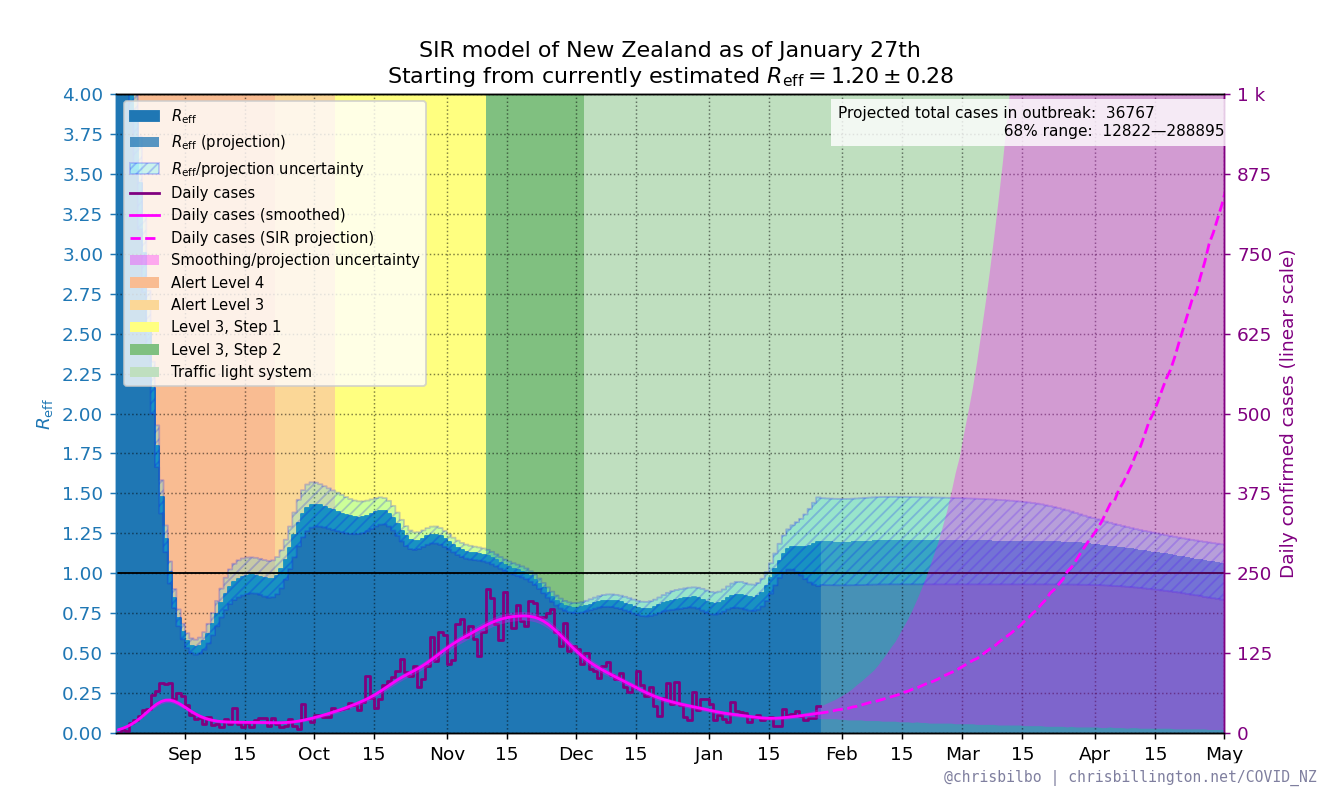 SIR model of New Zealand as of January 27th
Starting from currently estimated R_eff = 1.20 ± 0.28
Projected total cases in outbreak: 36767
68% range: 12822—288895
R_eff
R_eff (projection)
R_eff/projection uncertainty
Daily cases
Daily cases (smoothed)
Daily cases (SIR projection)
Smoothing/projection uncertainty
Alert Level 4
Alert Level 3
Level 3, Step 1
Level 3, Step 2
Traffic light system
R_eff
4.00
3.75
3.50
3.25
3.00
2.75
2.50
2.25
2.00
1.75
1.50
1.25
1.00
0.75
0.50
0.25
0.00
1 k
875
750
625
500
375
250
125
0
Daily confirmed cases (linear scale)
Sep 15 Oct 15 Nov 15 Dec 15 Jan 15 Feb 15 Mar 15 Apr 15 May
@chrisbilbo | chrisbillington.net/COVID_NZ